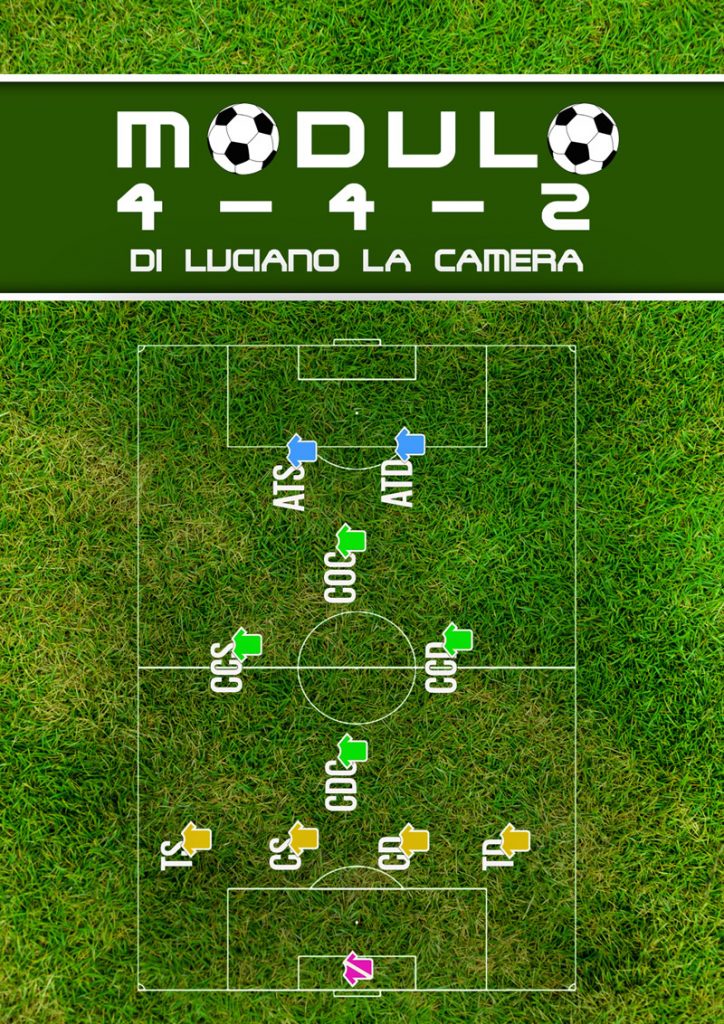 MODULO
4 - 4 - 2
DI LUCIANO LA CAMERA
ATS
ATD
COC
CCS
CCD
CDC
TS
CS
CD
TD